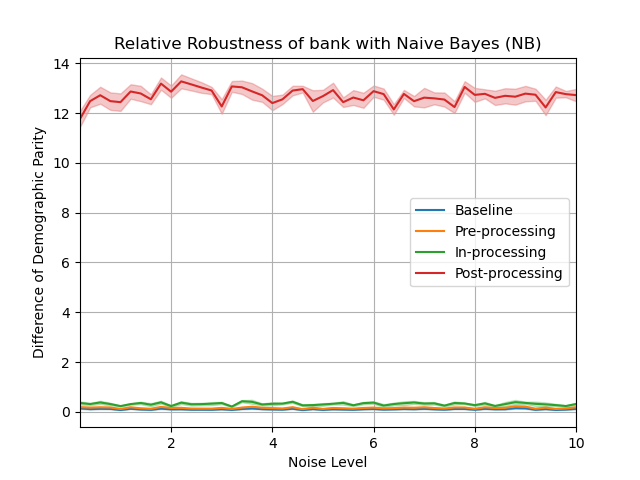 Relative Robustness of bank with Naive Bayes (NB)
Difference of Demographic Parity
14
12
10
8
6
4
2
0
Baseline
Pre-processing
In-processing
Post-processing
2
4
6
8
10
Noise Level